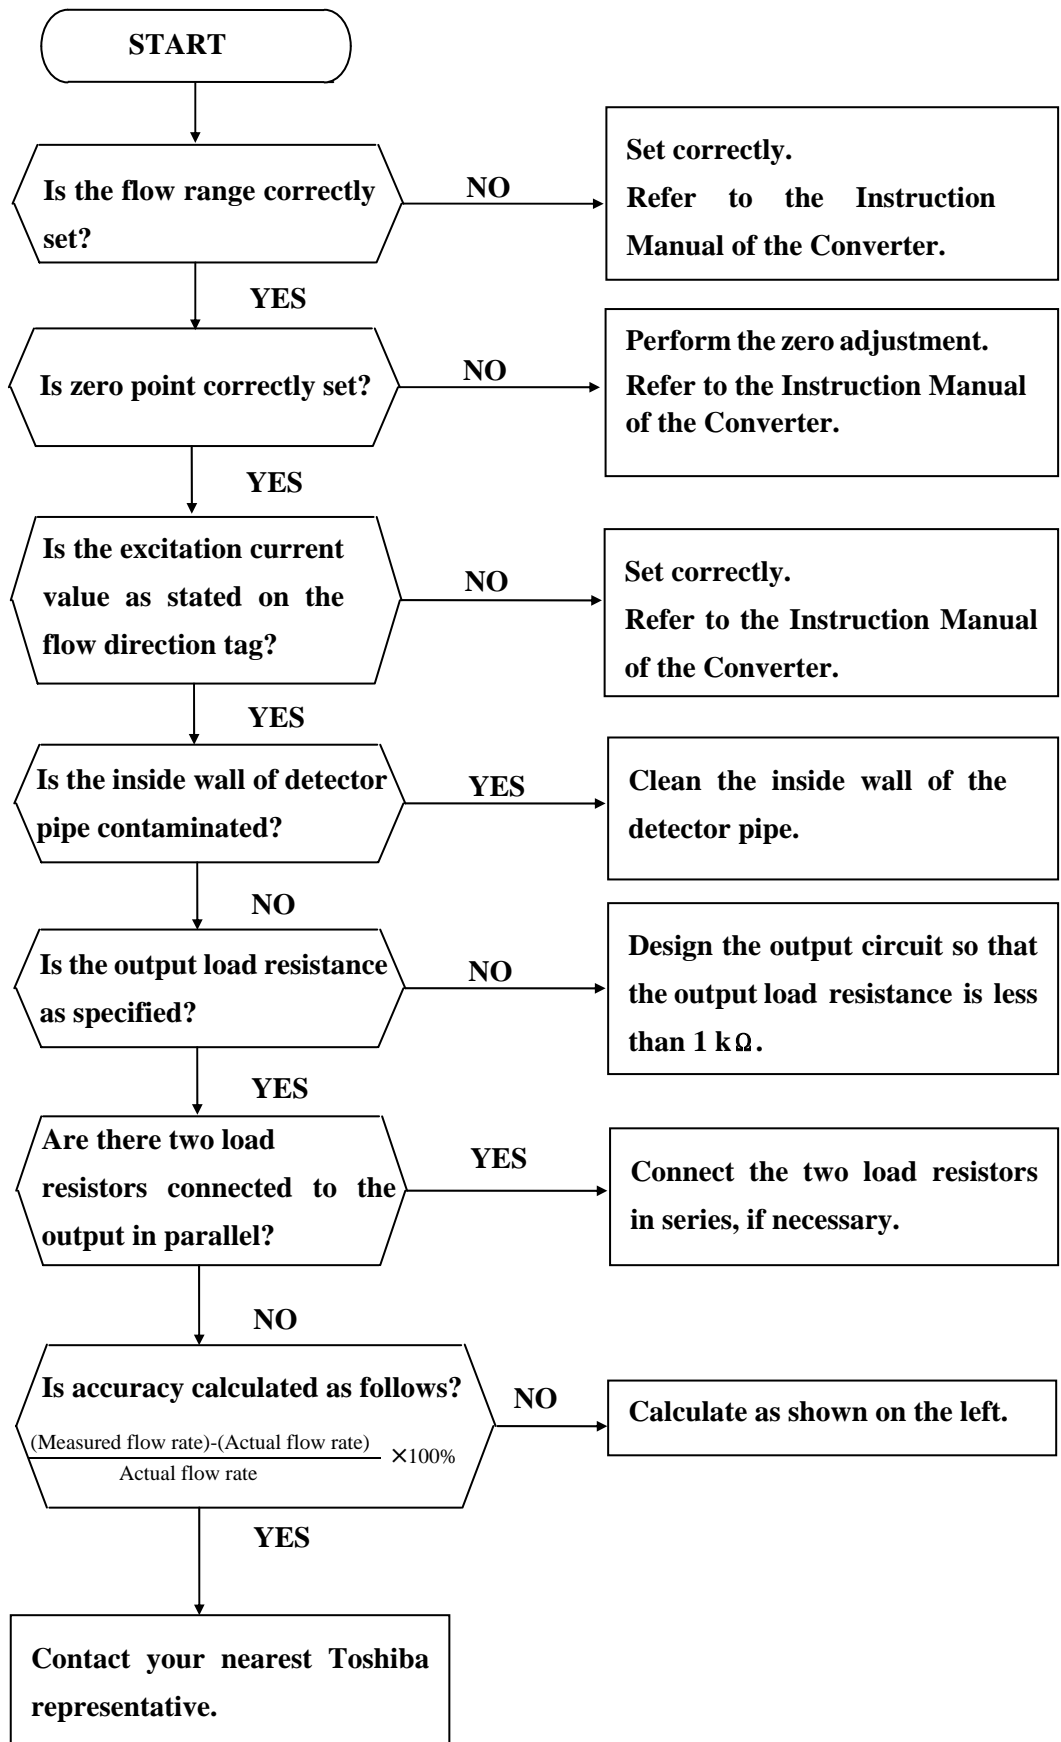 START
Is the flow range correctly
set?
NO
Set correctly.
Refer to the Instruction
Manual of the Converter.
YES
Is zero point correctly set?
NO
Perform the zero adjustment.
Refer to the Instruction Manual
of the Converter.
YES
Is the excitation current
value as stated on the
flow direction tag?
NO
Set correctly.
Refer to the Instruction Manual
of the Converter.
YES
Is the inside wall of detector
pipe contaminated?
YES
Clean the inside wall of the
detector pipe.
NO
Is the output load resistance
as specified?
NO
Design the output circuit so that
the output load resistance is less
than 1 kΩ.
YES
Are there two load
resistors connected to the
output in parallel?
YES
Connect the two load resistors
in series, if necessary.
NO
Is accuracy calculated as follows?
(Measured flow rate)-(Actual flow rate)
Actual flow rate
×100%
NO
Calculate as shown on the left.
YES
Contact your nearest Toshiba
representative.